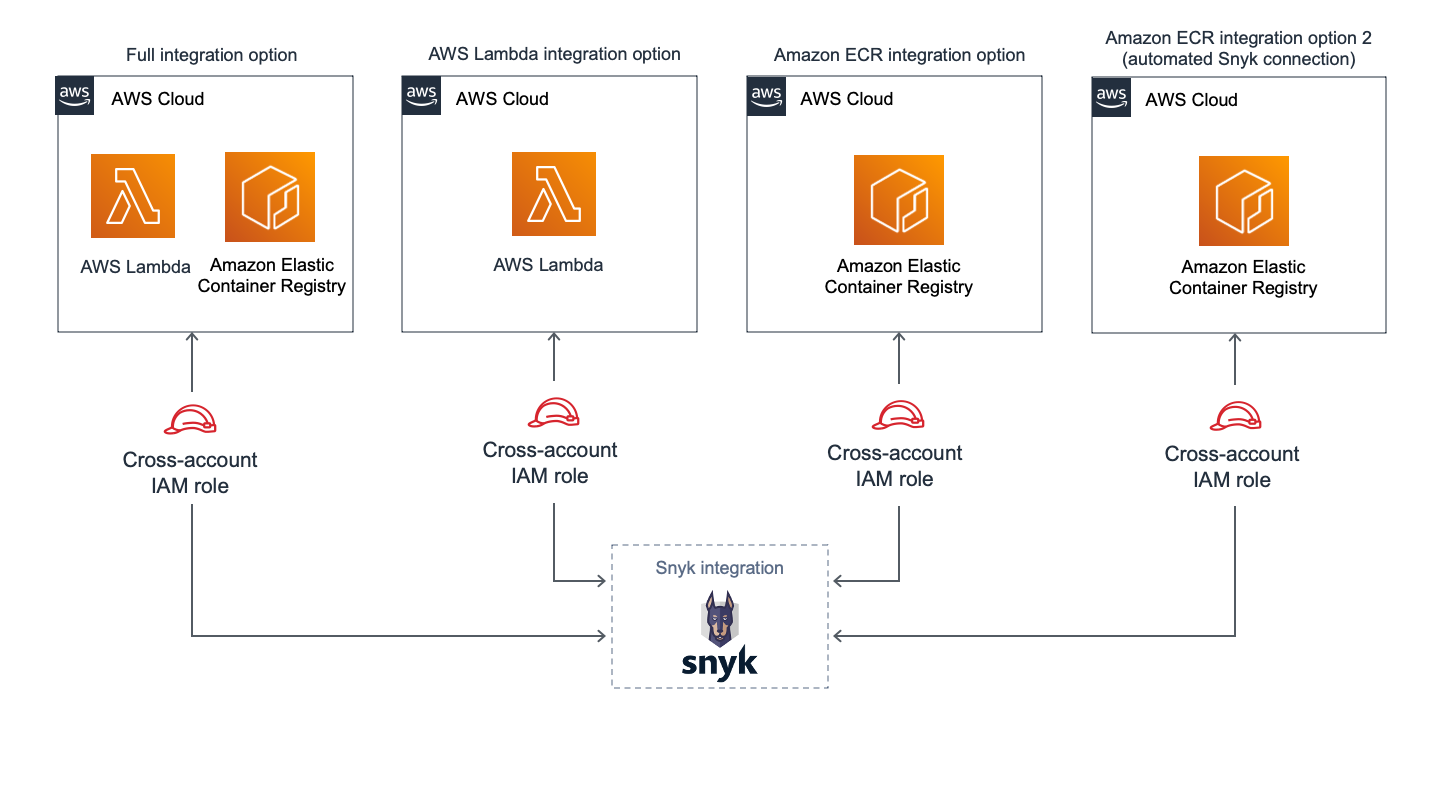 Full integration option
aws
AWS Cloud
AWS Lambda
Amazon Elastic
Container Registry
Cross-account
IAM role
AWS Lambda integration option
aws
AWS Cloud
AWS Lambda
Cross-account
IAM role
Amazon ECR integration option
aws
AWS Cloud
Amazon Elastic
Container Registry
Cross-account
IAM role
Amazon ECR integration option 2
(automated Snyk connection)
aws
AWS Cloud
Amazon Elastic
Container Registry
Cross-account
IAM role
Snyk integration
snyk